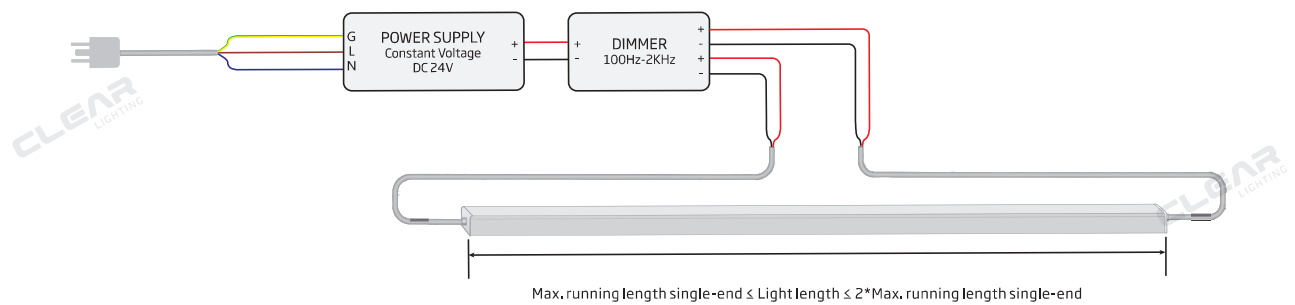 G
L
N
POWER SUPPLY
Constant Voltage
DC 24V
+
-
+
-
DIMMER
100Hz-2KHz
+
-
+
-
CLEAR
LIGHTING
CLEAR
LIGHTING
Max. running length single-end ≤ Light length ≤ 2*Max. running length single-end